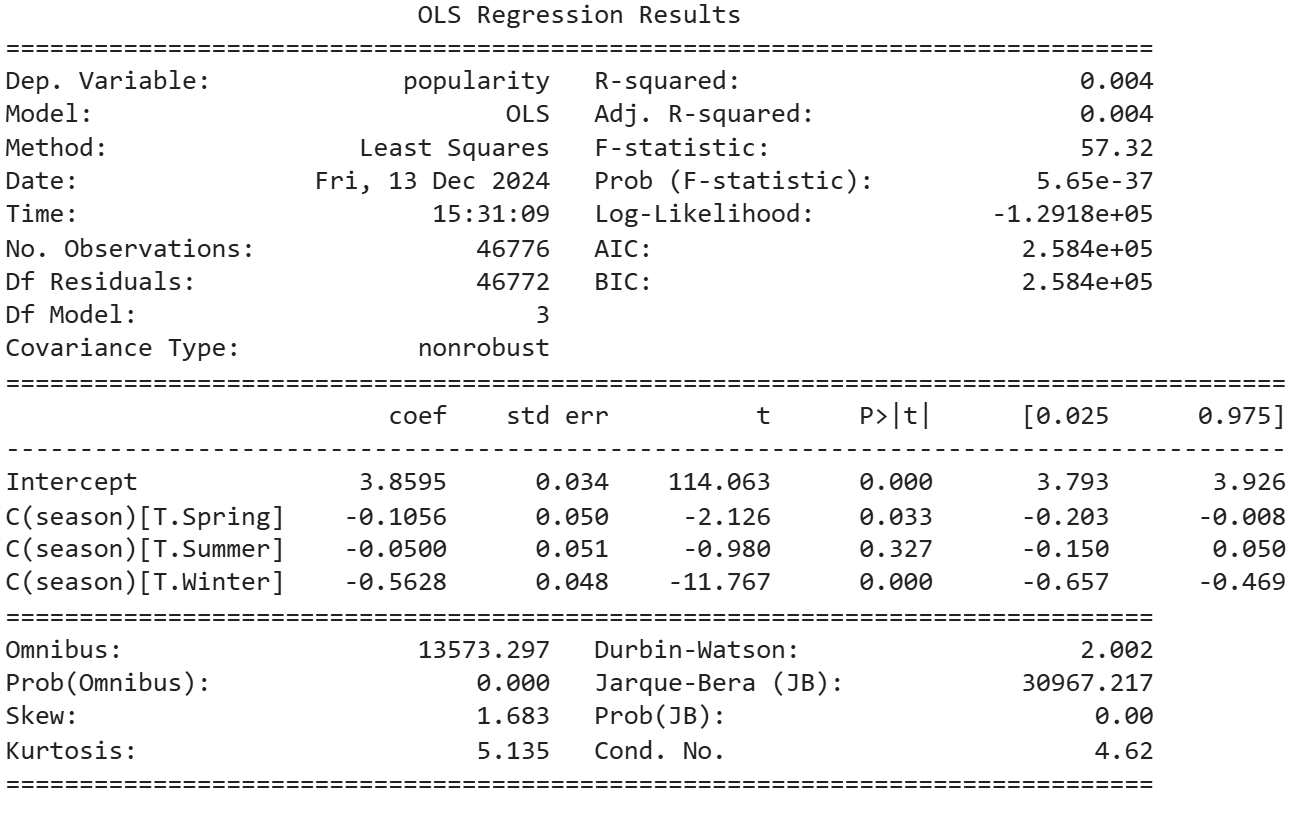 OLS Regression Results
==============================================================================
Dep. Variable:             popularity   R-squared:                       0.004
Model:                            OLS   Adj. R-squared:                  0.004
Method:                 Least Squares   F-statistic:                     57.32
Date:                Fri, 13 Dec 2024   Prob (F-statistic):           5.65e-37
Time:                        15:31:09   Log-Likelihood:            -1.2918e+05
No. Observations:               46776   AIC:                         2.584e+05
Df Residuals:                   46772   BIC:                         2.584e+05
Df Model:                           3
Covariance Type:            nonrobust
=======================================================================================
                          coef    std err          t      P>|t|      [0.025      0.975]
---------------------------------------------------------------------------------------
Intercept               3.8595      0.034    114.063      0.000       3.793       3.926
C(season)[T.Spring]    -0.1056      0.050     -2.126      0.033      -0.203      -0.008
C(season)[T.Summer]    -0.0500      0.051     -0.980      0.327      -0.150       0.050
C(season)[T.Winter]    -0.5628      0.048    -11.767      0.000      -0.657      -0.469
==============================================================================
Omnibus:                    13573.297   Durbin-Watson:                   2.002
Prob(Omnibus):                  0.000   Jarque-Bera (JB):            30967.217
Skew:                           1.683   Prob(JB):                         0.00
Kurtosis:                       5.135   Cond. No.                         4.62
==============================================================================